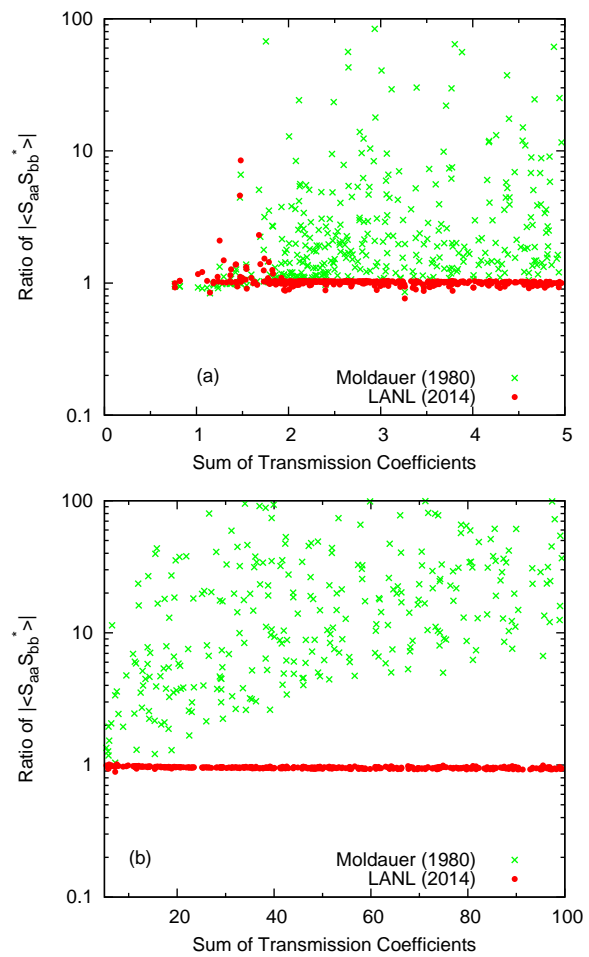 100
10
1
0.1
Ratio of |<S_aa S_bb^*>|
(a)
Moldauer (1980)
LANL (2014)
0 1 2 3 4 5
Sum of Transmission Coefficients
100
10
1
0.1
Ratio of |<S_aa S_bb^*>|
(b)
Moldauer (1980)
LANL (2014)
20 40 60 80 100
Sum of Transmission Coefficients